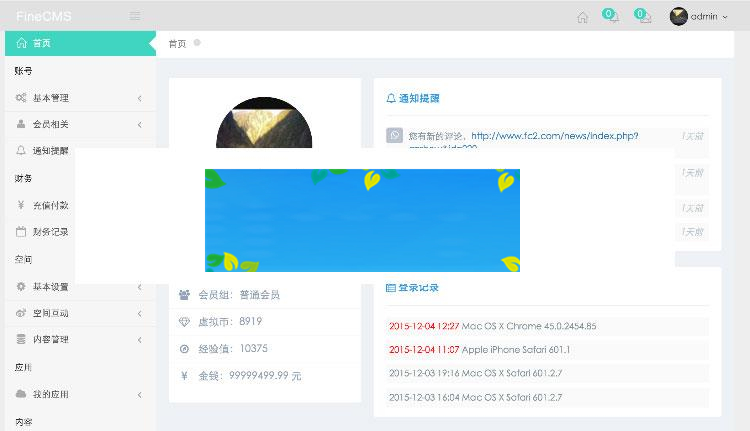 FineCMS
0
0
admin
首页
账号
基本管理
会员相关
通知提醒
财务
充值付款
财务记录
空间
基本设置
空间互动
内容管理
应用
我的应用
内容
首页
会员组：普通会员
虚拟币：8919
经验值：10375
金钱：99999499.99 元
通知提醒
您有新的评论，http://www.fc2.com/news/index.php?
1天前
1天前
1天前
1天前
登录记录
2015-12-04 12:27 Mac OS X Chrome 45.0.2454.85
2015-12-04 11:07 Apple iPhone Safari 601.1
2015-12-03 19:16 Mac OS X Safari 601.2.7
2015-12-03 16:04 Mac OS X Safari 601.2.7